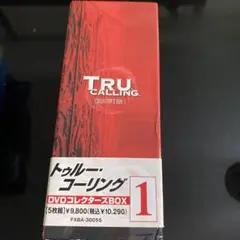 TRU
CALLING
トゥルー・
コーリング
DVDコレクターズBOX 1
[5枚組]¥9,800(税込¥10,290)
FXBA-30055